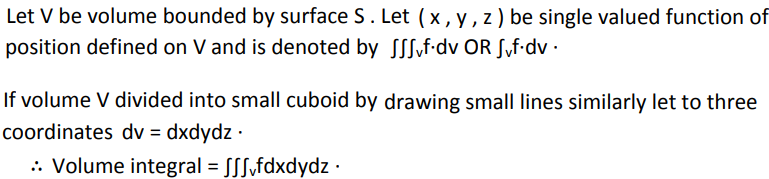 Let V be volume bounded by surface S . Let ( x , y , z ) be single valued function of
position defined on V and is denoted by ∫∫∫ᵥf·dv OR ∫ᵥf·dv ·
If volume V divided into small cuboid by drawing small lines similarly let to three
coordinates dv = dxdydz ·
∴ Volume integral = ∫∫∫ᵥfdxdydz ·